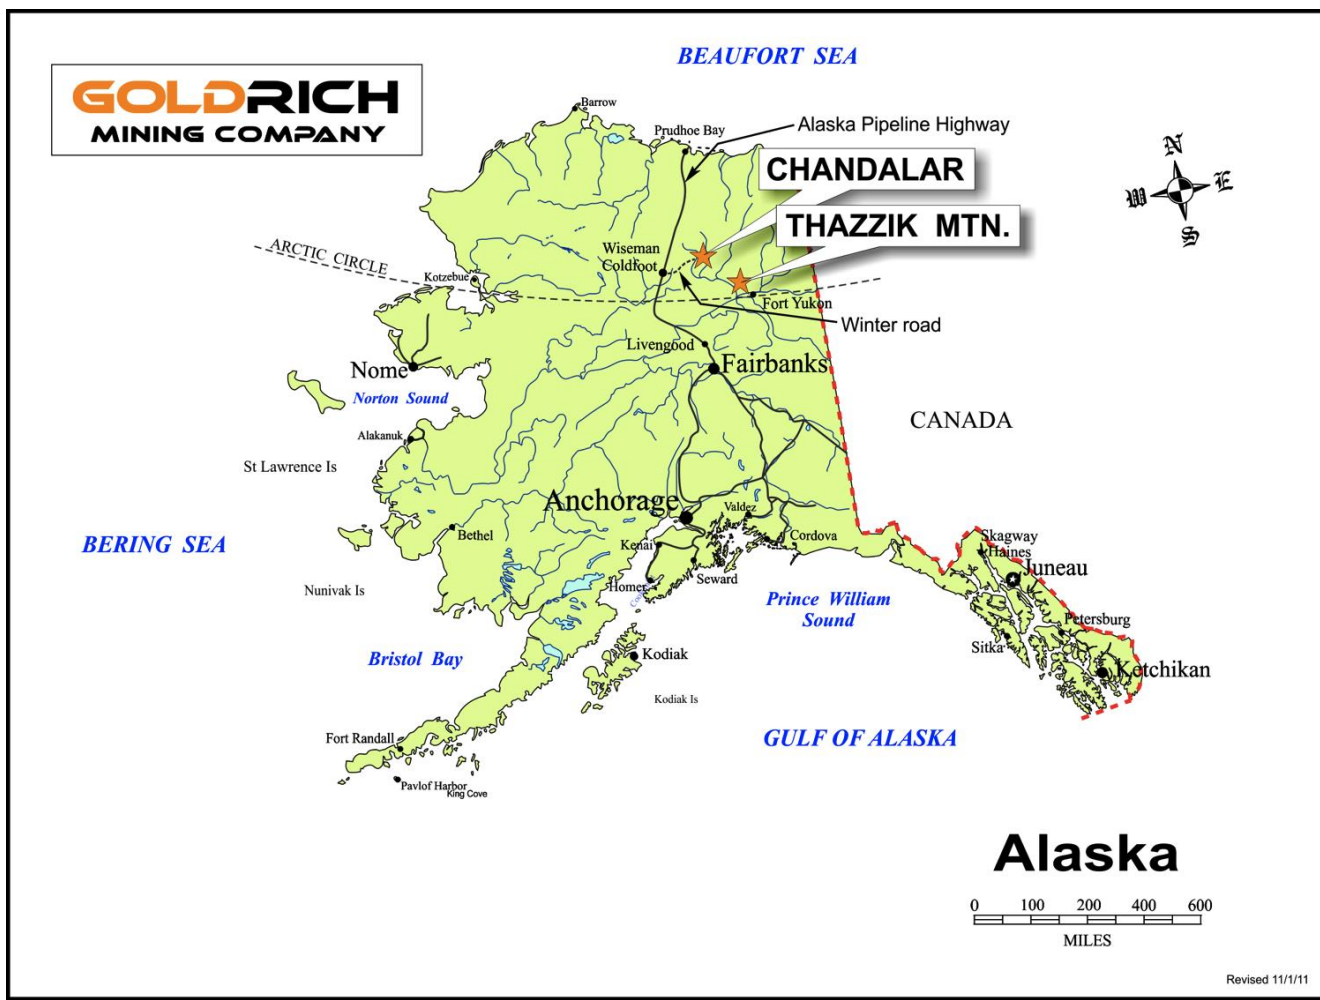 BEAUFORT SEA
GOLDRICH
MINING COMPANY
Barrow
Prudhoe Bay
Alaska Pipeline Highway
N
W
E
S
CHANDALAR
THAZZIK MTN.
ARCTIC CIRCLE
Wiseman
Coldfoot
Kotzebue
Fort Yukon
Winter road
Livengood
Fairbanks
Nome
Norton Sound
CANADA
Alakanuk
St Lawrence Is
Anchorage
Valdez
Bethel
Kenai
Cordova
BERING SEA
Skagway
Haines
Juneau
Homer
Seward
Nunivak Is
Prince William
Sound
Petersburg
Sitka
Bristol Bay
Kodiak
Ketchikan
Kodiak Is
Fort Randall
GULF OF ALASKA
Pavlof Harbor
King Cove
Alaska
0 100 200 400 600
MILES
Revised 11/1/11